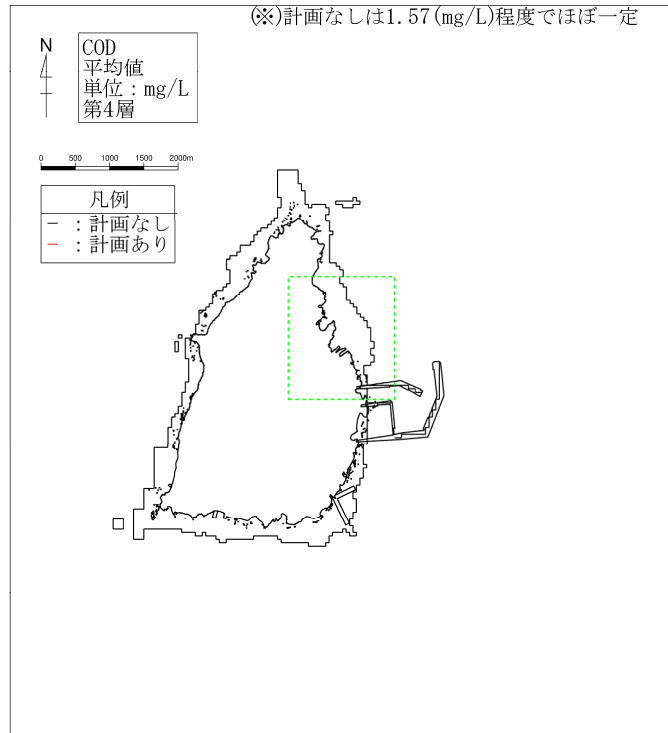 (※)計画なしは1.57(mg/L)程度でほぼ一定
N
COD
平均値
単位：mg/L
第4層
0 500 1000 1500 2000m
凡例
－ ：計画なし
－ ：計画あり